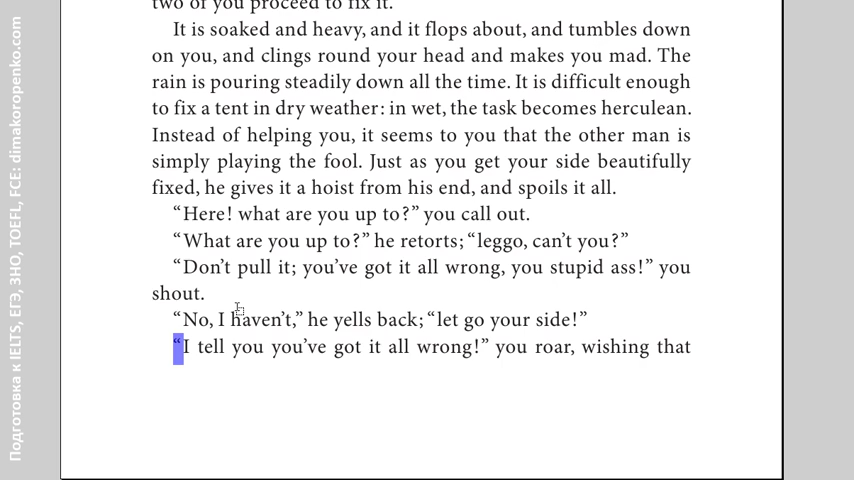 two of you proceed to fix it.
It is soaked and heavy, and it flops about, and tumbles down
on you, and clings round your head and makes you mad. The
rain is pouring steadily down all the time. It is difficult enough
to fix a tent in dry weather: in wet, the task becomes herculean.
Instead of helping you, it seems to you that the other man is
simply playing the fool. Just as you get your side beautifully
fixed, he gives it a hoist from his end, and spoils it all.
“Here! what are you up to?” you call out.
“What are you up to?” he retorts; “leggo, can’t you?”
“Don’t pull it; you’ve got it all wrong, you stupid ass!” you
shout.
“No, I haven’t,” he yells back; “let go your side!”
“I tell you you’ve got it all wrong!” you roar, wishing that
Подготовка к IELTS, ЕГЭ, ЗНО, TOEFL, FCE: dimakoropenko.com